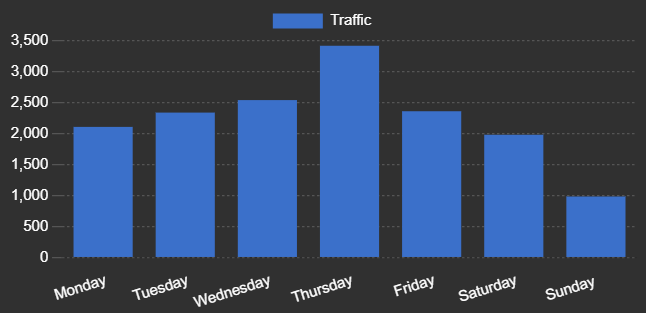 Traffic
3,500
3,000
2,500
2,000
1,500
1,000
500
0
Monday
Tuesday
Wednesday
Thursday
Friday
Saturday
Sunday